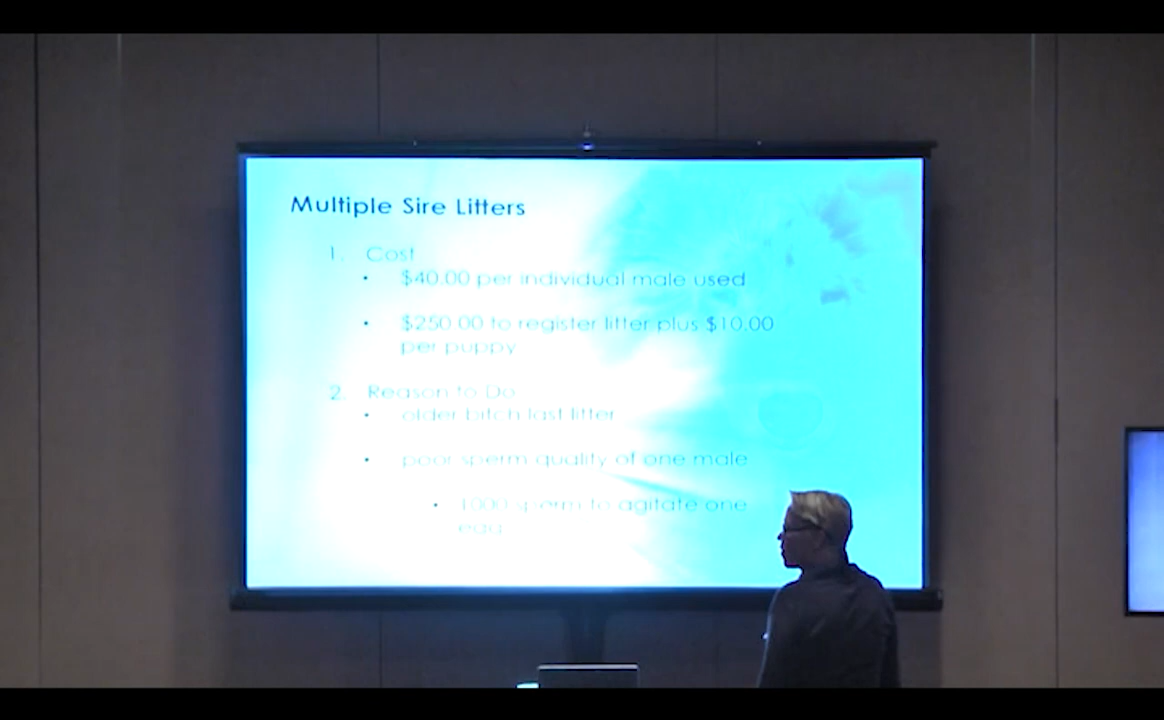 Multiple Sire Litters
1. Cost
• $40.00 per individual male used
• $250.00 to register litter plus $10.00
per puppy
2. Reason to Do
• older bitch last litter
• poor sperm quality of one male
• 1000 sperm to agitate one
egg